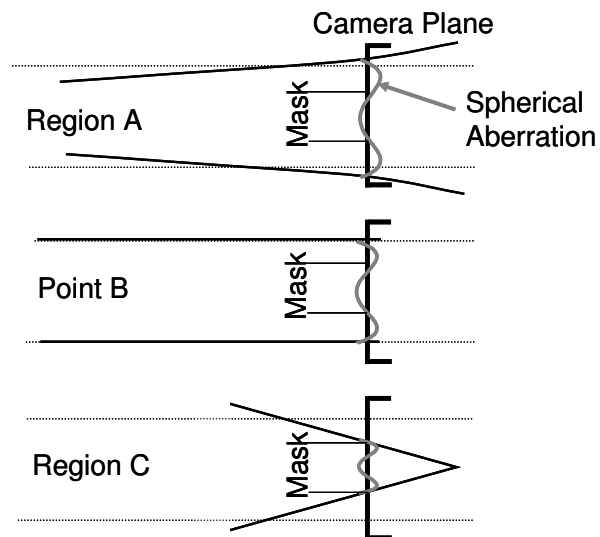 Camera Plane
Region A
Mask
Spherical
Aberration
Point B
Mask
Region C
Mask